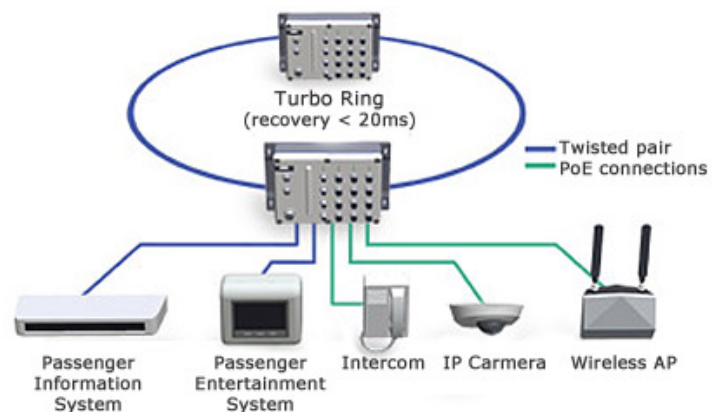 Turbo Ring
(recovery < 20ms)
Twisted pair
PoE connections
Passenger
Information
System
Passenger
Entertainment
System
Intercom
IP Carmera
Wireless AP